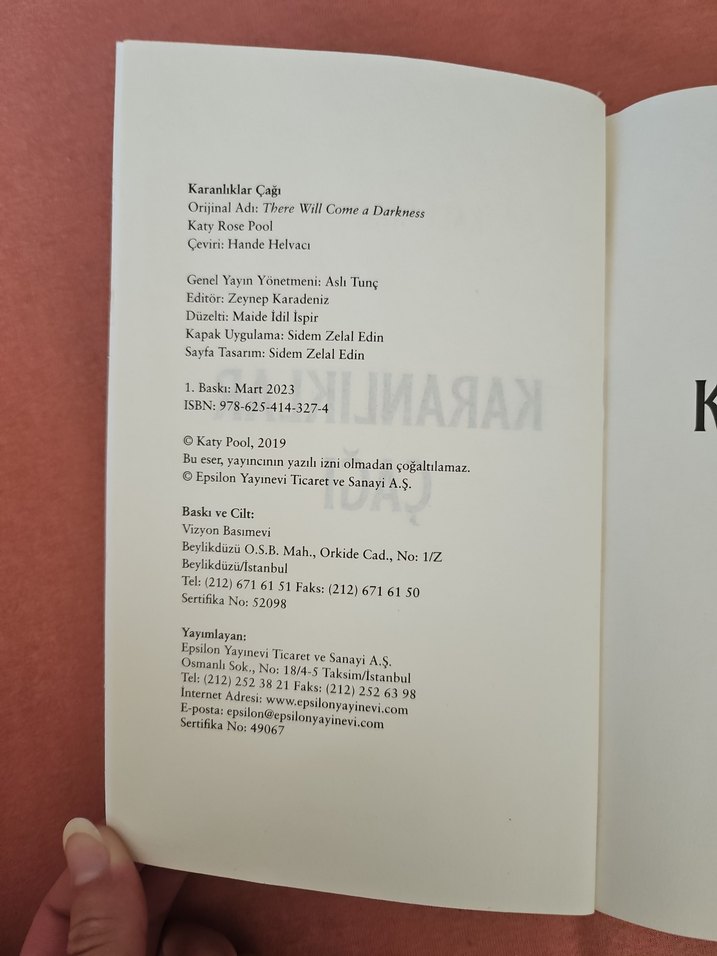 Karanlıklar Çağı
Orijinal Adı: There Will Come a Darkness
Katy Rose Pool
Çeviri: Hande Helvacı
Genel Yayın Yönetmeni: Aslı Tunç
Editör: Zeynep Karadeniz
Düzelti: Maide İdil İspir
Kapak Uygulama: Sidem Zelal Edin
Sayfa Tasarım: Sidem Zelal Edin
1. Baskı: Mart 2023
ISBN: 978-625-414-327-4
© Katy Pool, 2019
Bu eser, yayıncının yazılı izni olmadan çoğaltılamaz.
© Epsilon Yayınevi Ticaret ve Sanayi A.Ş.
Baskı ve Cilt:
Vizyon Basımevi
Beylikdüzü O.S.B. Mah., Orkide Cad., No: 1/Z
Beylikdüzü/İstanbul
Tel: (212) 671 61 51 Faks: (212) 671 61 50
Sertifika No: 52098
Yayımlayan:
Epsilon Yayınevi Ticaret ve Sanayi A.Ş.
Osmanlı Sok., No: 18/4-5 Taksim/İstanbul
Tel: (212) 252 38 21 Faks: (212) 252 63 98
İnternet Adresi: www.epsilonyayinevi.com
E-posta: epsilon@epsilonyayinevi.com
Sertifika No: 49067
KARANLIKLAR
ÇAĞI
K